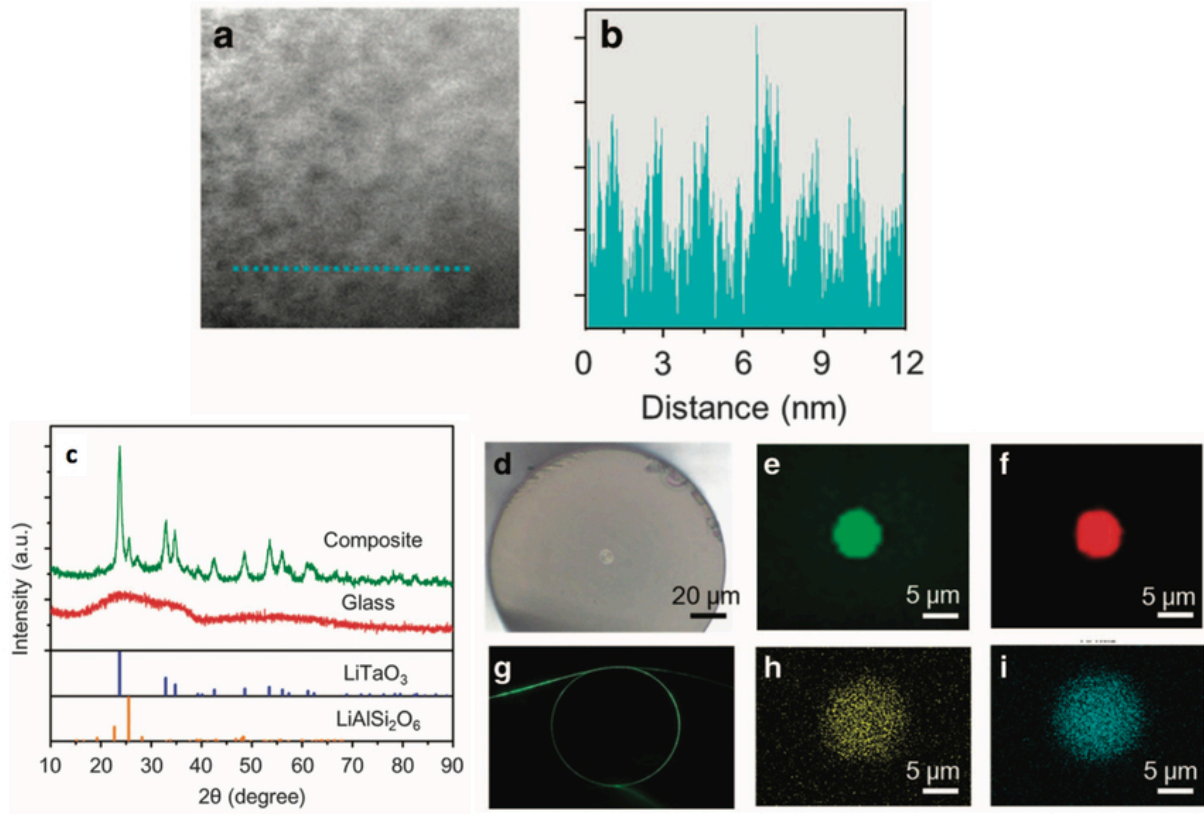 a
b
0 3 6 9 12
Distance (nm)
c
Intensity (a.u.)
Composite
Glass
LiTaO₃
LiAlSi₂O₆
10 20 30 40 50 60 70 80 90
2θ (degree)
d
20 μm
e
5 μm
f
5 μm
g
h
5 μm
i
5 μm